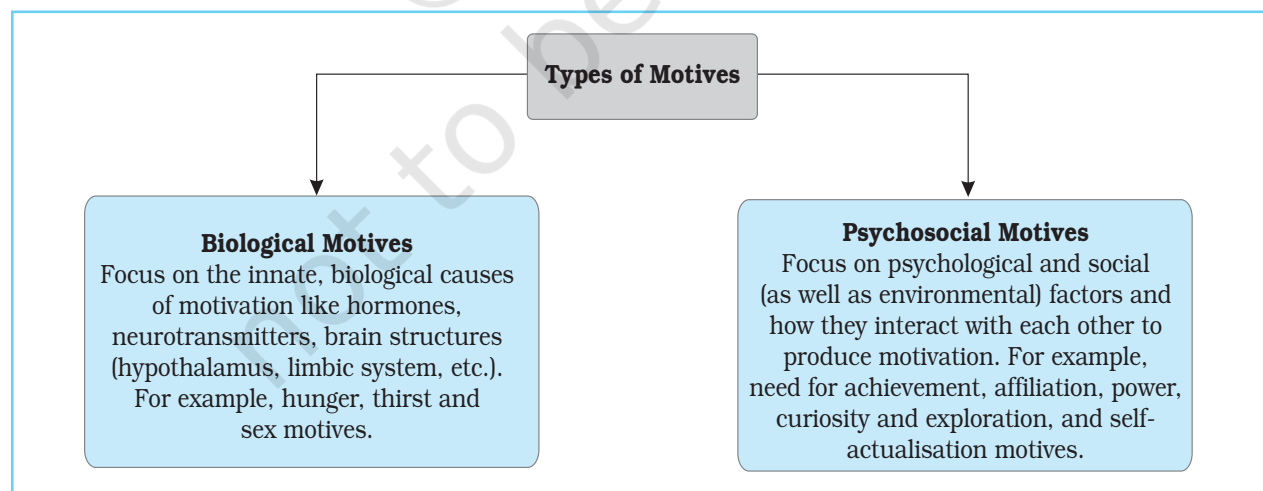 Types of Motives
Biological Motives
Focus on the innate, biological causes
of motivation like hormones,
neurotransmitters, brain structures
(hypothalamus, limbic system, etc.).
For example, hunger, thirst and
sex motives.
Psychosocial Motives
Focus on psychological and social
(as well as environmental) factors and
how they interact with each other to
produce motivation. For example,
need for achievement, affiliation, power,
curiosity and exploration, and self-
actualisation motives.
not to be